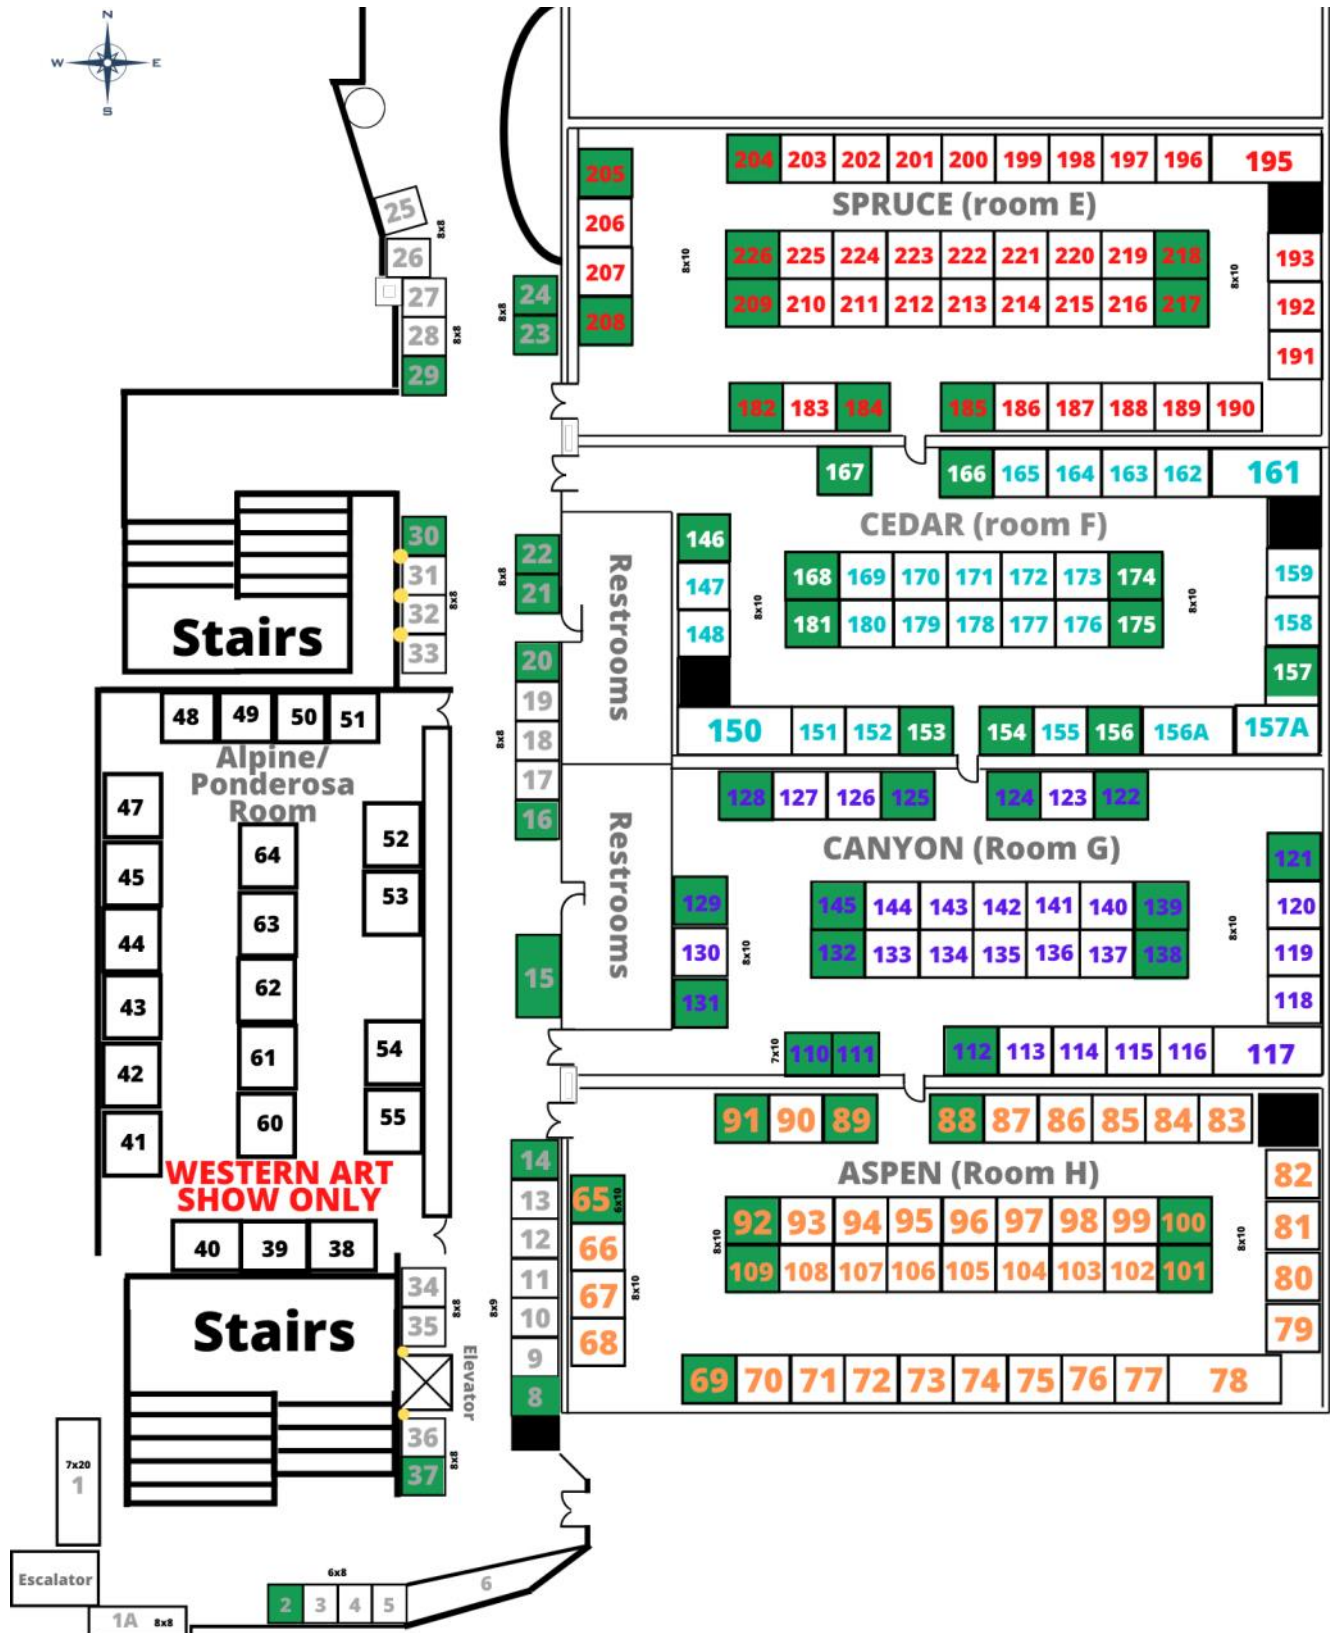 N
W E
S
204 203 202 201 200 199 198 197 196 195
205
SPRUCE (room E)
25
8x8
206
226 225 224 223 222 221 220 219 218
26
8x10
8x10
193
207
27
24
209 210 211 212 213 214 215 216 217
192
8x8
208
28
8x8
23
191
29
182 183 184 185 186 187 188 189 190
167 166 165 164 163 162 161
CEDAR (room F)
30
146
22
8x8
Restrooms
31
168 169 170 171 172 173 174
159
147
8x10
8x10
32
8x8
21
181 180 179 178 177 176 175
158
148
Stairs
33
20
157
19
48 49 50 51
150 151 152 153 154 155 156 156A 157A
18
8x8
Alpine/
Ponderosa
Room
17
128 127 126 125 124 123 122
47
16
52
CANYON (Room G)
64
121
45
53
Restrooms
129
145 144 143 142 141 140 139
120
63
44
130
8x10
132 133 134 135 136 137 138
8x10
119
62
15
131
118
43
54
61
7x10
110 111 112 113 114 115 116 117
42
55
60
91 90 89 88 87 86 85 84 83
41
14
WESTERN ART
SHOW ONLY
ASPEN (Room H)
82
13
65
6x10
40 39 38
12
66
8x10
92 93 94 95 96 97 98 99 100
8x10
81
34
11
109 108 107 106 105 104 103 102 101
80
8x8
8x9
67
8x10
Stairs
35
10
68
79
9
Elevator
69 70 71 72 73 74 75 76 77 78
8
36
8x8
7x20
1
37
Escalator
6x8
6
2 3 4 5
1A 8x8